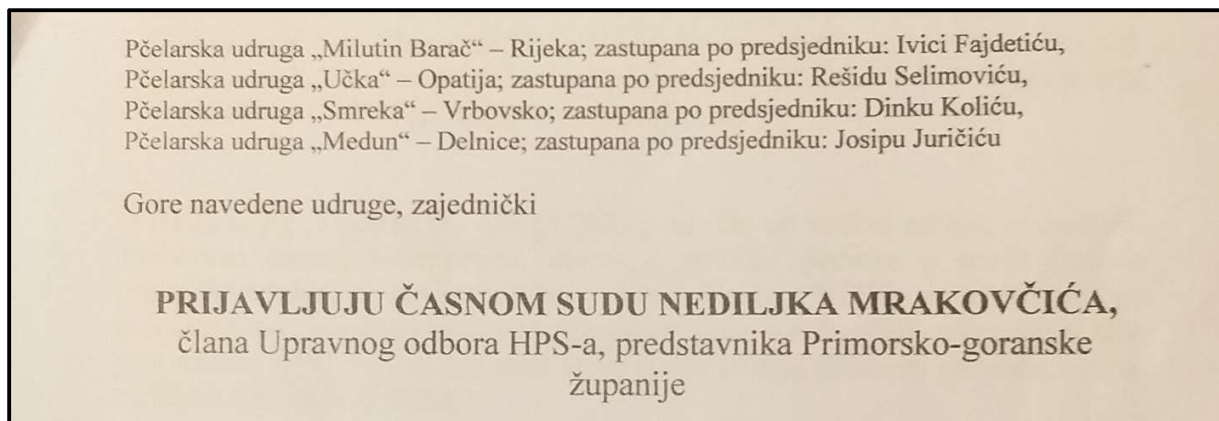 Pčelarska udruga „Milutin Barač“ – Rijeka; zastupana po predsjedniku: Ivici Fajdetiću,
Pčelarska udruga „Učka“ – Opatija; zastupana po predsjedniku: Rešidu Selimoviću,
Pčelarska udruga „Smreka“ – Vrbovsko; zastupana po predsjedniku: Dinku Koliću,
Pčelarska udruga „Medun“ – Delnice; zastupana po predsjedniku: Josipu Juričiću
Gore navedene udruge, zajednički
PRIJAVLJUJU ČASNOM SUDU NEDILJKA MRAKOVČIĆA,
člana Upravnog odbora HPS-a, predstavnika Primorsko-goranske
županije